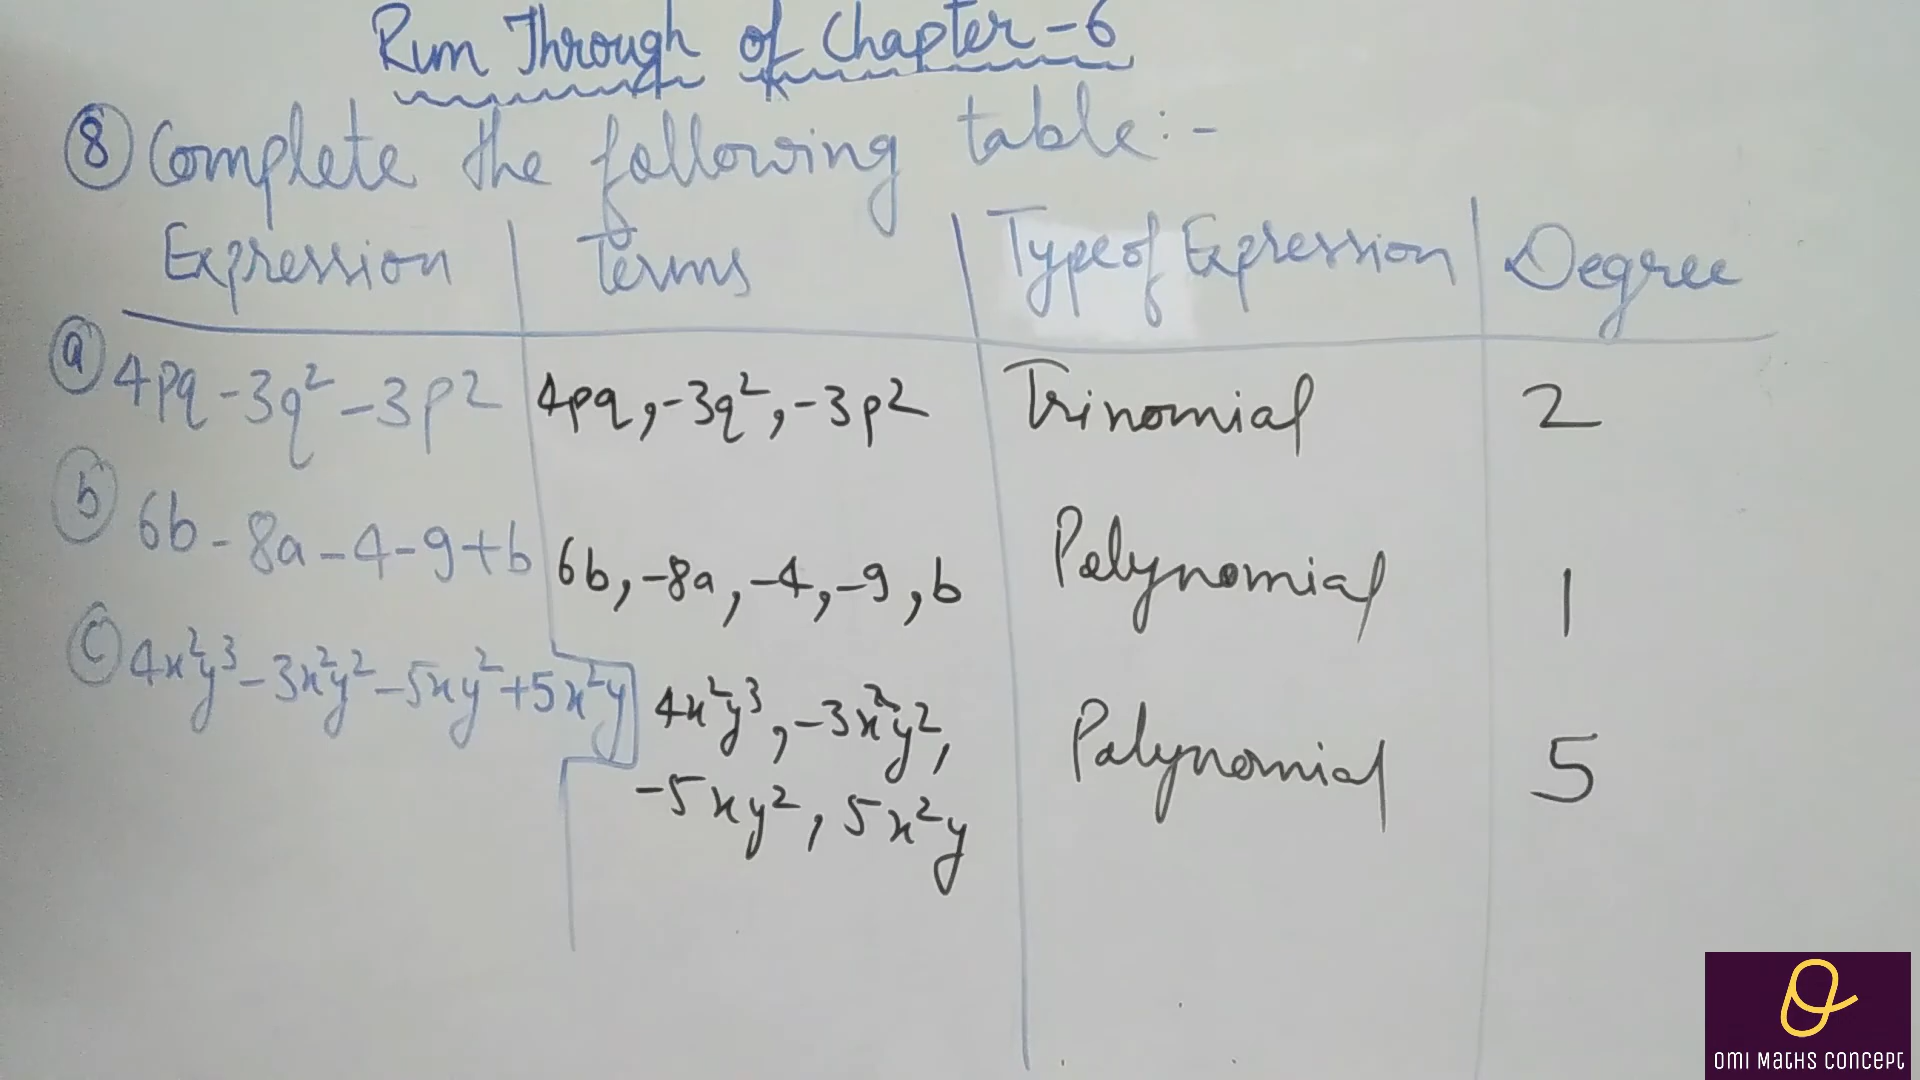 Run Through of Chapter-6
⑧ Complete the following table:-
Expression Terms Type of Expression Degree
ⓐ 4pq-3q²-3p² 4pq,-3q²,-3p² Trinomial 2
ⓑ 6b-8a-4-9+b 6b,-8a,-4,-9,b Polynomial 1
ⓒ 4x²y³-3x²y²-5xy²+5x²y 4x²y³,-3x²y², Polynomial 5
-5xy², 5x²y
OMI MATHS CONCEPT